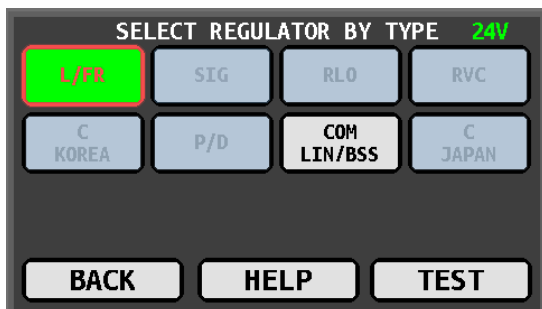 SELECT REGULATOR BY TYPE 24V
L/FR SIG RLO RVC
C KOREA P/D COM LIN/BSS C JAPAN
BACK HELP TEST